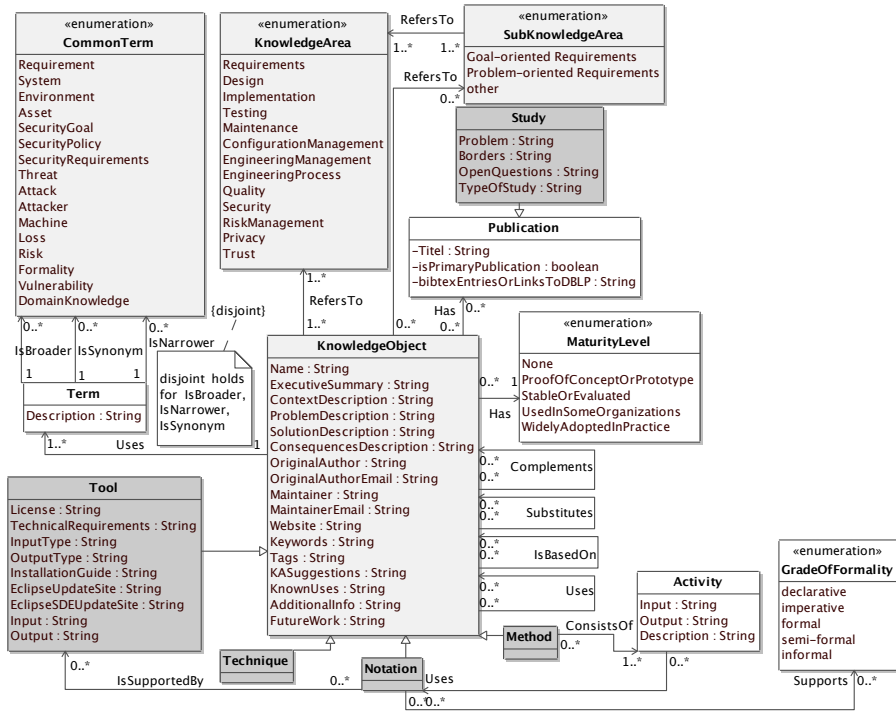 «enumeration»
CommonTerm
Requirement
System
Environment
Asset
SecurityGoal
SecurityPolicy
SecurityRequirements
Threat
Attack
Attacker
Machine
Loss
Risk
Formality
Vulnerability
DomainKnowledge
«enumeration»
KnowledgeArea
Requirements
Design
Implementation
Testing
Maintenance
ConfigurationManagement
EngineeringManagement
EngineeringProcess
Quality
Security
RiskManagement
Privacy
Trust
RefersTo
1..*
1..*
«enumeration»
SubKnowledgeArea
Goal-oriented Requirements
Problem-oriented Requirements
other
RefersTo
0..*
Study
Problem : String
Borders : String
OpenQuestions : String
TypeOfStudy : String
Publication
-Titel : String
-isPrimaryPublication : boolean
-bibtexEntriesOrLinksToDBLP : String
1..*
RefersTo
1..*
0..*
Has
0..*
0..*
{disjoint}
0..*
0..*
0..*
IsBroader
IsSynonym
IsNarrower
1
1
1
disjoint holds
for IsBroader,
IsNarrower,
IsSynonym
Term
Description : String
1..*
Uses
1
KnowledgeObject
Name : String
ExecutiveSummary : String
ContextDescription : String
ProblemDescription : String
SolutionDescription : String
ConsequencesDescription : String
OriginalAuthor : String
OriginalAuthorEmail : String
Maintainer : String
MaintainerEmail : String
Website : String
Keywords : String
Tags : String
KASuggestions : String
KnownUses : String
AdditionalInfo : String
FutureWork : String
«enumeration»
MaturityLevel
None
ProofOfConceptOrPrototype
StableOrEvaluated
UsedInSomeOrganizations
WidelyAdoptedInPractice
0..*
1
Has
0..*
0..*
Complements
0..*
0..*
Substitutes
0..*
0..*
IsBasedOn
0..*
0..*
Uses
Tool
License : String
TechnicalRequirements : String
InputType : String
OutputType : String
InstallationGuide : String
EclipseUpdateSite : String
EclipseSDEUpdateSite : String
Input : String
Output : String
«enumeration»
GradeOfFormality
declarative
imperative
formal
semi-formal
informal
Activity
Input : String
Output : String
Description : String
Technique
Notation
Method
ConsistsOf
0..*
1..*
0..*
Uses
0..*
IsSupportedBy
0..*
0..*
0..*
Supports
0..*